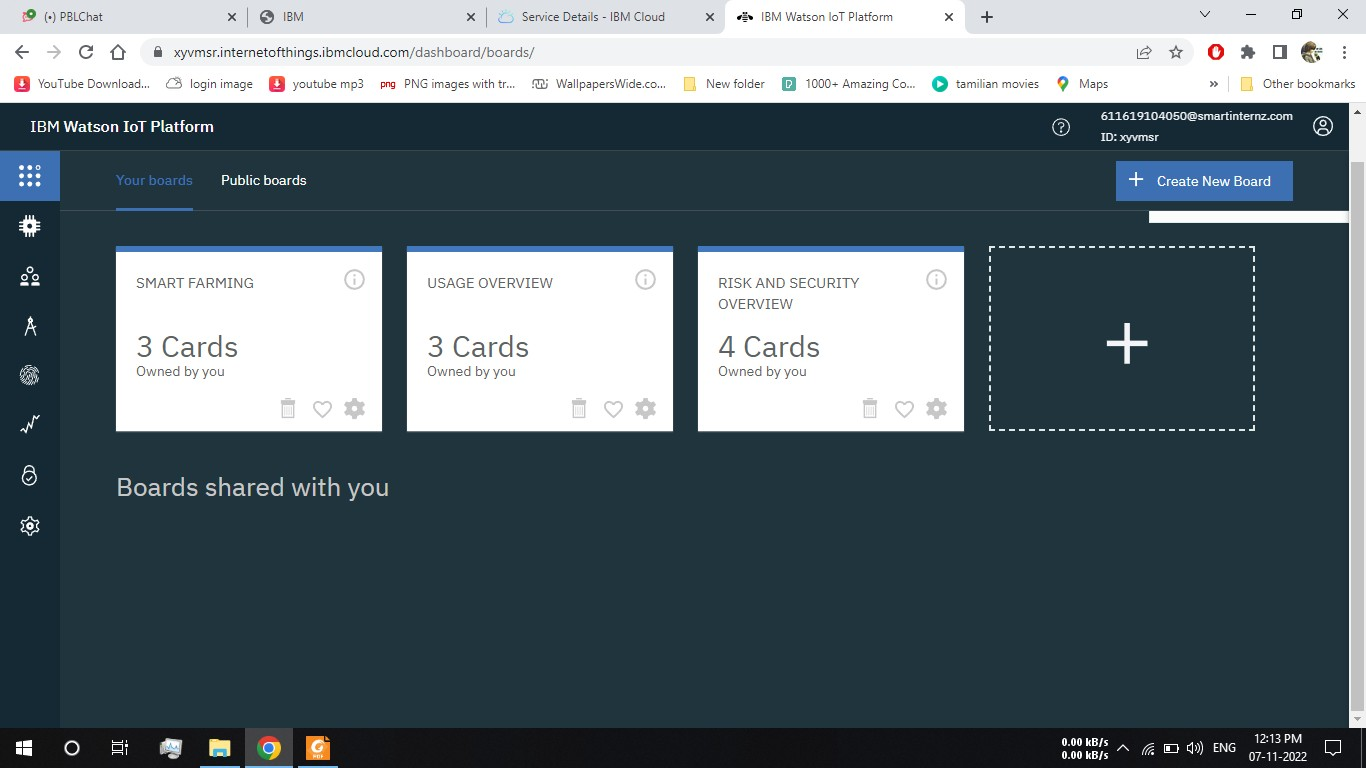 (•) PBLChat
IBM
Service Details - IBM Cloud
IBM Watson IoT Platform
xyvmsr.internetofthings.ibmcloud.com/dashboard/boards/
YouTube Download...
login image
youtube mp3
png PNG images with tr...
WallpapersWide.co...
New folder
1000+ Amazing Co...
tamilian movies
Maps
»
Other bookmarks
IBM Watson IoT Platform
611619104050@smartinternz.com
ID: xyvmsr
Your boards
Public boards
Create New Board
SMART FARMING
3 Cards
Owned by you
USAGE OVERVIEW
3 Cards
Owned by you
RISK AND SECURITY
OVERVIEW
4 Cards
Owned by you
Boards shared with you
0.00 kB/s
0.00 kB/s
ENG
12:13 PM
07-11-2022